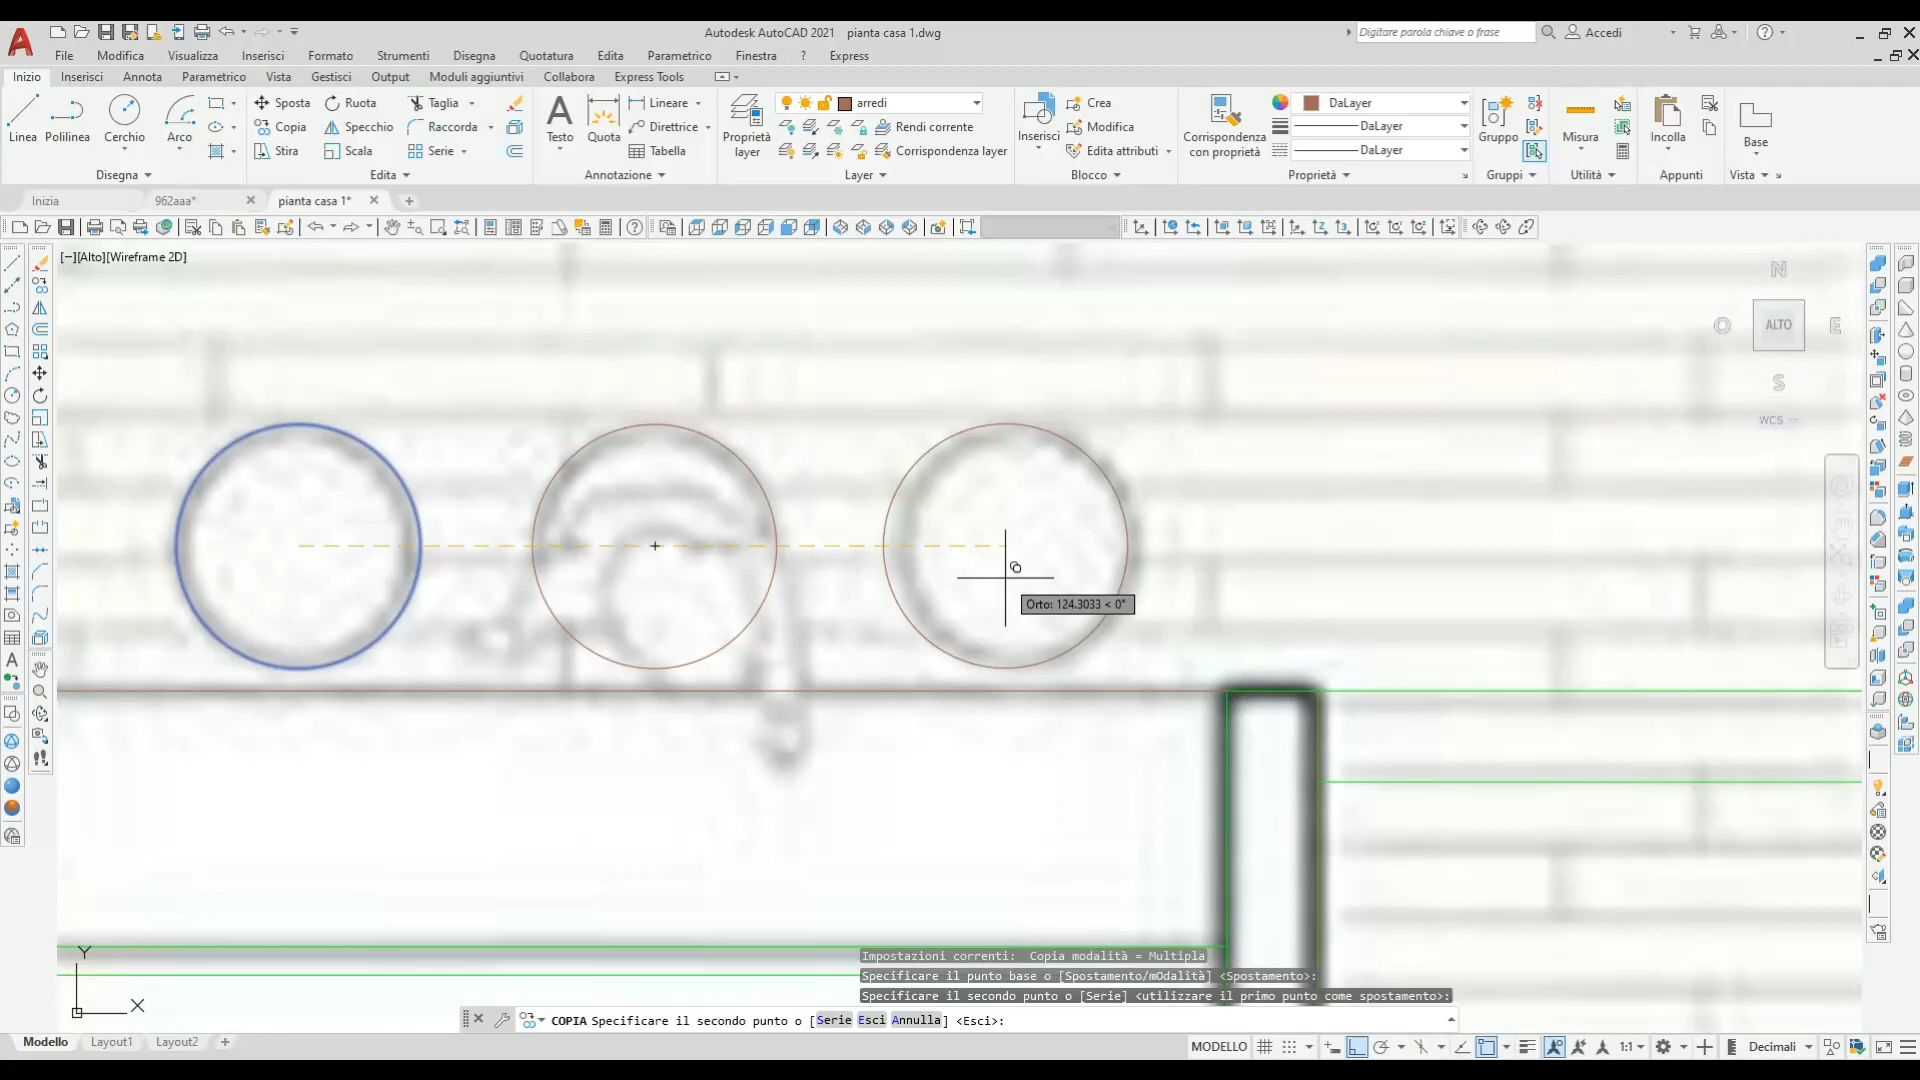 Autodesk AutoCAD 2021 pianta casa 1.dwg
Digitare parola chiave o frase
Accedi
File Modifica Visualizza Inserisci Formato Strumenti Disegna Quotatura Edita Parametrico Finestra ? Express
Inizio Inserisci Annota Parametrico Vista Gestisci Output Moduli aggiuntivi Collabora Express Tools
Linea Polilinea Cerchio Arco
Disegna
Sposta Ruota Taglia
Copia Specchio Raccorda
Stira Scala Serie
Edita
Testo Quota
Lineare
Direttrice
Tabella
Annotazione
Proprietà layer
arredi
Rendi corrente
Corrispondenza layer
Layer
Inserisci
Crea
Modifica
Edita attributi
Blocco
Corrispondenza con proprietà
DaLayer
DaLayer
DaLayer
Proprietà
Gruppo
Gruppi
Misura
Utilità
Incolla
Appunti
Base
Vista
Inizia 962aaa* pianta casa 1*
[−][Alto][Wireframe 2D]
N
O ALTO E
S
WCS
Orto: 124.3033 < 0°
Y
X
Impostazioni correnti: Copia modalità = Multipla
Specificare il punto base o [Spostamento/mOdalità] <Spostamento>:
Specificare il secondo punto o [Serie] <utilizzare il primo punto come spostamento>:
COPIA Specificare il secondo punto o [Serie Esci Annulla] <Esci>:
Modello Layout1 Layout2 +
MODELLO 1:1 Decimali